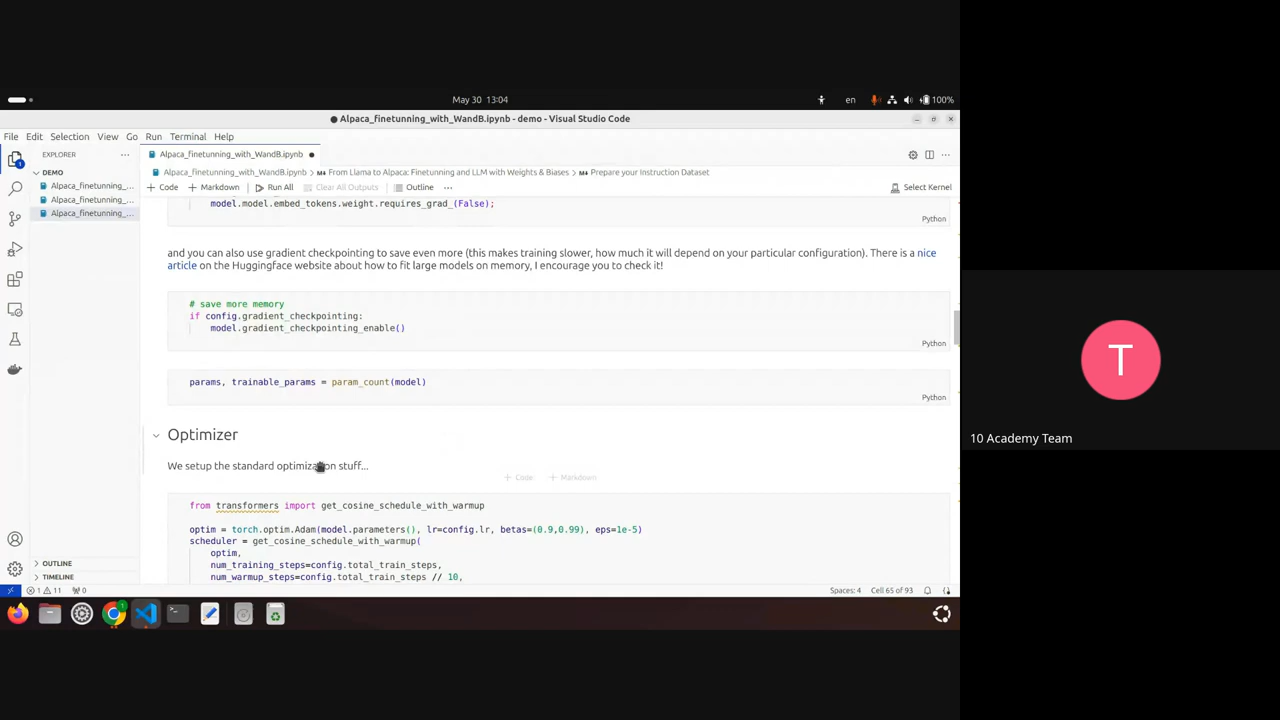 May 30 13:04
en
100%
Alpaca_finetunning_with_WandB.ipynb - demo - Visual Studio Code
File Edit Selection View Go Run Terminal Help
EXPLORER
Alpaca_finetunning_with_WandB.ipynb
DEMO
Alpaca_finetunning_with_WandB.ipynb > From Llama to Alpaca: Finetunning and LLM with Weights & Biases > Prepare your Instruction Dataset
Alpaca_finetunning_...
Alpaca_finetunning_...
Alpaca_finetunning_...
+ Code + Markdown Run All Clear All Outputs Outline ... Select Kernel
model.model.embed_tokens.weight.requires_grad_(False);
Python
and you can also use gradient checkpointing to save even more (this makes training slower, how much it will depend on your particular configuration). There is a nice
article on the Huggingface website about how to fit large models on memory, I encourage you to check it!
# save more memory
if config.gradient_checkpointing:
model.gradient_checkpointing_enable()
Python
params, trainable_params = param_count(model)
Python
Optimizer
We setup the standard optimization stuff...
+ Code + Markdown
from transformers import get_cosine_schedule_with_warmup
optim = torch.optim.Adam(model.parameters(), lr=config.lr, betas=(0.9,0.99), eps=1e-5)
scheduler = get_cosine_schedule_with_warmup(
optim,
num_training_steps=config.total_train_steps,
num_warmup_steps=config.total_train_steps // 10,
OUTLINE
TIMELINE
1 11 0
Spaces: 4 Cell 65 of 93
T
10 Academy Team